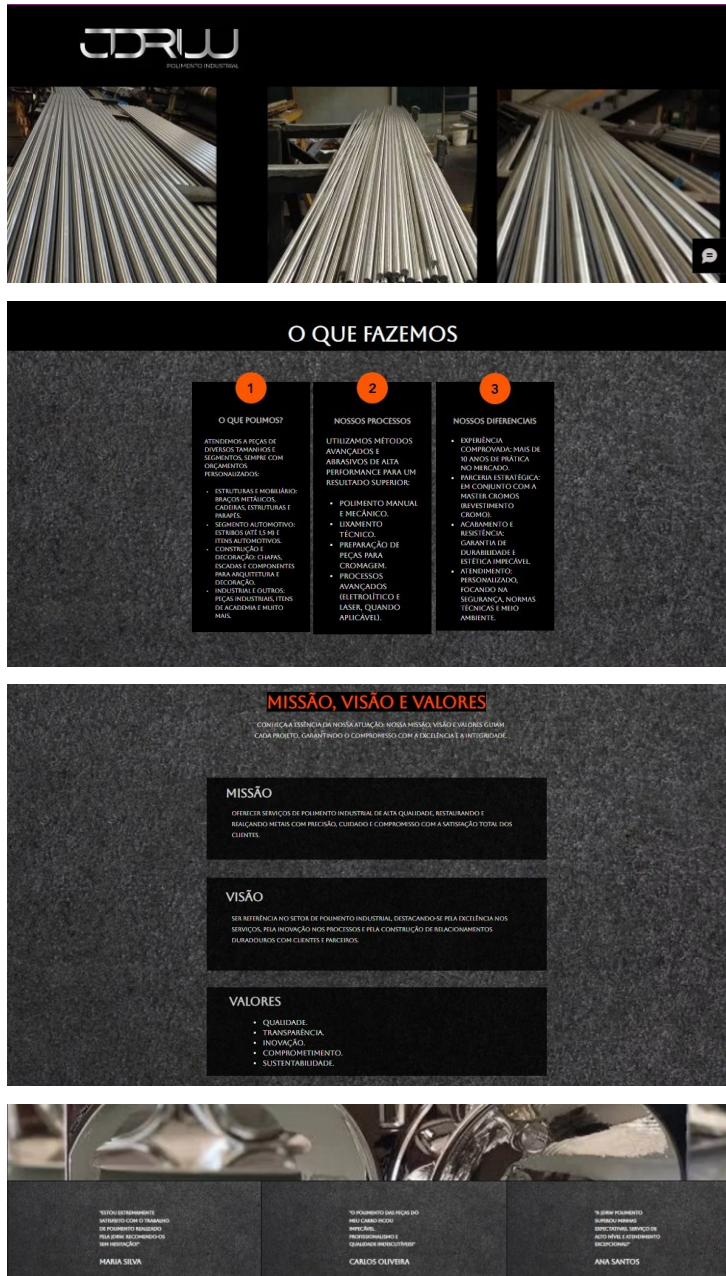 JDRIW
POLIMENTO INDUSTRIAL
O QUE FAZEMOS
1
O QUE POLIMOS?
ATENDEMOS A PEÇAS DE
DIVERSOS TAMANHOS E
SEGMENTOS, SEMPRE COM
ORÇAMENTOS
PERSONALIZADOS:
• ESTRUTURAS E MOBILIÁRIO:
BRAÇOS METÁLICOS,
CADEIRAS, ESTRUTURAS E
PARAPÉS.
• SEGMENTO AUTOMOTIVO:
ESTRIBOS (ATÉ 1,5 M) E
ITENS AUTOMOTIVOS.
• CONSTRUÇÃO E
DECORAÇÃO: CHAPAS,
ESCADAS E COMPONENTES
PARA ARQUITETURA E
DECORAÇÃO.
• INDUSTRIAL E OUTROS:
PEÇAS INDUSTRIAIS, ITENS
DE ACADEMIA E MUITO
MAIS.
2
NOSSOS PROCESSOS
UTILIZAMOS MÉTODOS
AVANÇADOS E
ABRASIVOS DE ALTA
PERFORMANCE PARA UM
RESULTADO SUPERIOR:
• POLIMENTO MANUAL
E MECÂNICO.
• LIXAMENTO
TÉCNICO.
• PREPARAÇÃO DE
PEÇAS PARA
CROMAGEM.
• PROCESSOS
AVANÇADOS
(ELETROLÍTICO E
LASER, QUANDO
APLICÁVEL).
3
NOSSOS DIFERENCIAIS
• EXPERIÊNCIA
COMPROVADA: MAIS DE
10 ANOS DE PRÁTICA
NO MERCADO.
• PARCERIA ESTRATÉGICA:
EM CONJUNTO COM A
MASTER CROMOS
(REVESTIMENTO
CROMO).
• ACABAMENTO E
RESISTÊNCIA:
GARANTIA DE
DURABILIDADE E
ESTÉTICA IMPECÁVEL.
• ATENDIMENTO:
PERSONALIZADO,
FOCANDO NA
SEGURANÇA, NORMAS
TÉCNICAS E MEIO
AMBIENTE.
MISSÃO, VISÃO E VALORES
CONHEÇA A ESSÊNCIA DA NOSSA ATUAÇÃO: NOSSA MISSÃO, VISÃO E VALORES GUIAM
CADA PROJETO, GARANTINDO O COMPROMISSO COM A EXCELÊNCIA E A INTEGRIDADE.
MISSÃO
OFERECER SERVIÇOS DE POLIMENTO INDUSTRIAL DE ALTA QUALIDADE, RESTAURANDO E
REALÇANDO METAIS COM PRECISÃO, CUIDADO E COMPROMISSO COM A SATISFAÇÃO TOTAL DOS
CLIENTES.
VISÃO
SER REFERÊNCIA NO SETOR DE POLIMENTO INDUSTRIAL, DESTACANDO-SE PELA EXCELÊNCIA NOS
SERVIÇOS, PELA INOVAÇÃO NOS PROCESSOS E PELA CONSTRUÇÃO DE RELACIONAMENTOS
DURADOUROS COM CLIENTES E PARCEIROS.
VALORES
• QUALIDADE.
• TRANSPARÊNCIA.
• INOVAÇÃO.
• COMPROMETIMENTO.
• SUSTENTABILIDADE.
"ESTOU EXTREMAMENTE
SATISFEITO COM O TRABALHO
DE POLIMENTO REALIZADO
PELA JDRIW. RECOMENDO-OS
SEM HESITAÇÃO!"
MARIA SILVA
"O POLIMENTO DAS PEÇAS DO
MEU CARRO FICOU
IMPECÁVEL.
PROFISSIONALISMO E
QUALIDADE INDISCUTÍVEIS!"
CARLOS OLIVEIRA
"A JDRIW POLIMENTO
SUPEROU MINHAS
EXPECTATIVAS. SERVIÇO DE
ALTO NÍVEL E ATENDIMENTO
EXCEPCIONAL!"
ANA SANTOS